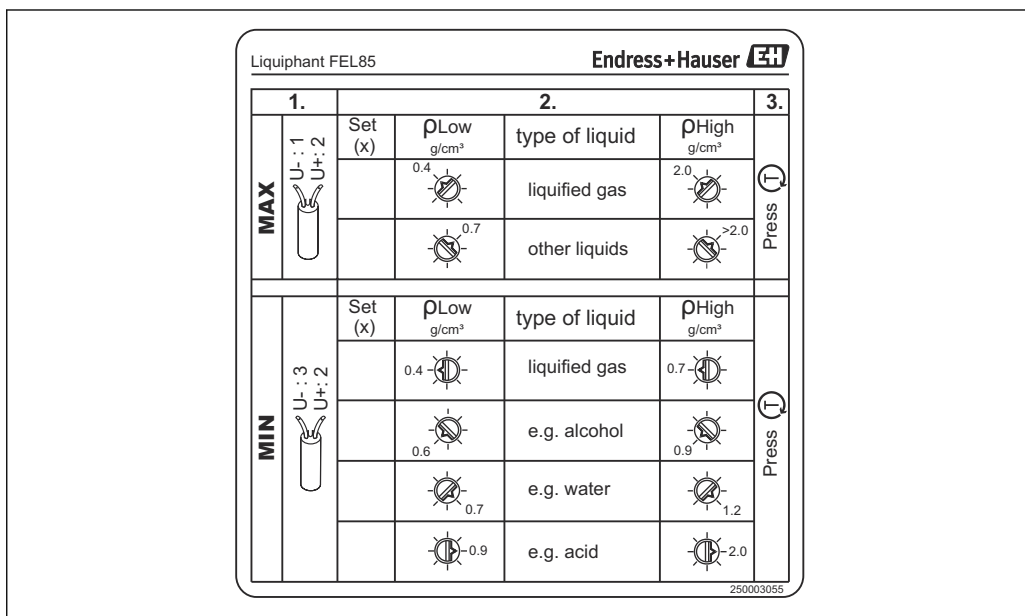 Liquiphant FEL85
Endress+Hauser EH
1. 2. 3.
MAX
U- : 1
U+: 2
Set (x) ρLow g/cm³ type of liquid ρHigh g/cm³
0.4 liquified gas 2.0
0.7 other liquids >2.0
Press T
MIN
U- : 3
U+: 2
Set (x) ρLow g/cm³ type of liquid ρHigh g/cm³
0.4 liquified gas 0.7
0.6 e.g. alcohol 0.9
0.7 e.g. water 1.2
0.9 e.g. acid 2.0
Press T
250003055